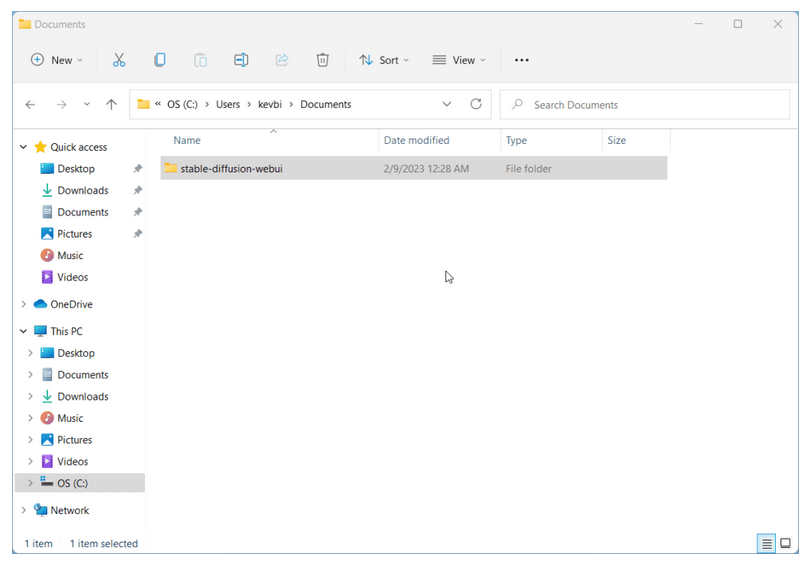 Documents
New Sort View
« OS (C:) > Users > kevbi > Documents Search Documents
Name Date modified Type Size
stable-diffusion-webui 2/9/2023 12:28 AM File folder
Quick access
Desktop
Downloads
Documents
Pictures
Music
Videos
OneDrive
This PC
Desktop
Documents
Downloads
Music
Pictures
Videos
OS (C:)
Network
1 item 1 item selected